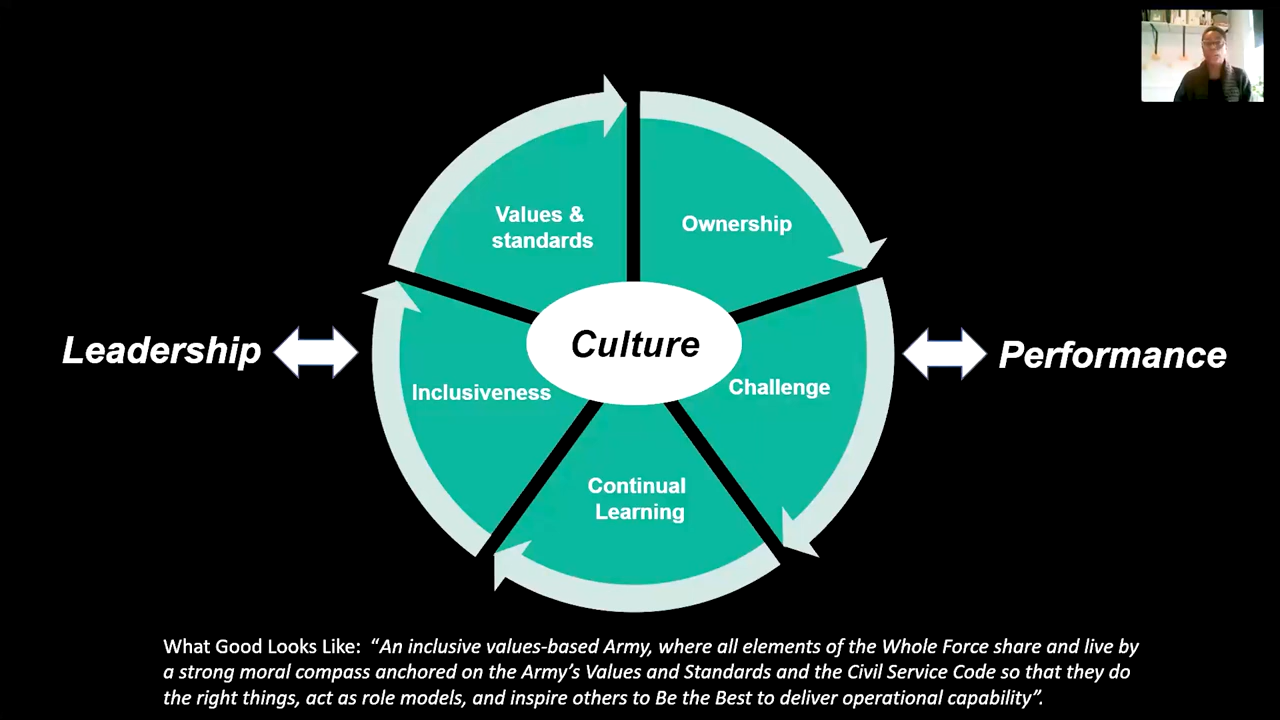 Values &
standards
Ownership
Leadership
Culture
Performance
Inclusiveness
Challenge
Continual
Learning
What Good Looks Like:  “An inclusive values-based Army, where all elements of the Whole Force share and live by
a strong moral compass anchored on the Army’s Values and Standards and the Civil Service Code so that they do
the right things, act as role models, and inspire others to Be the Best to deliver operational capability”.